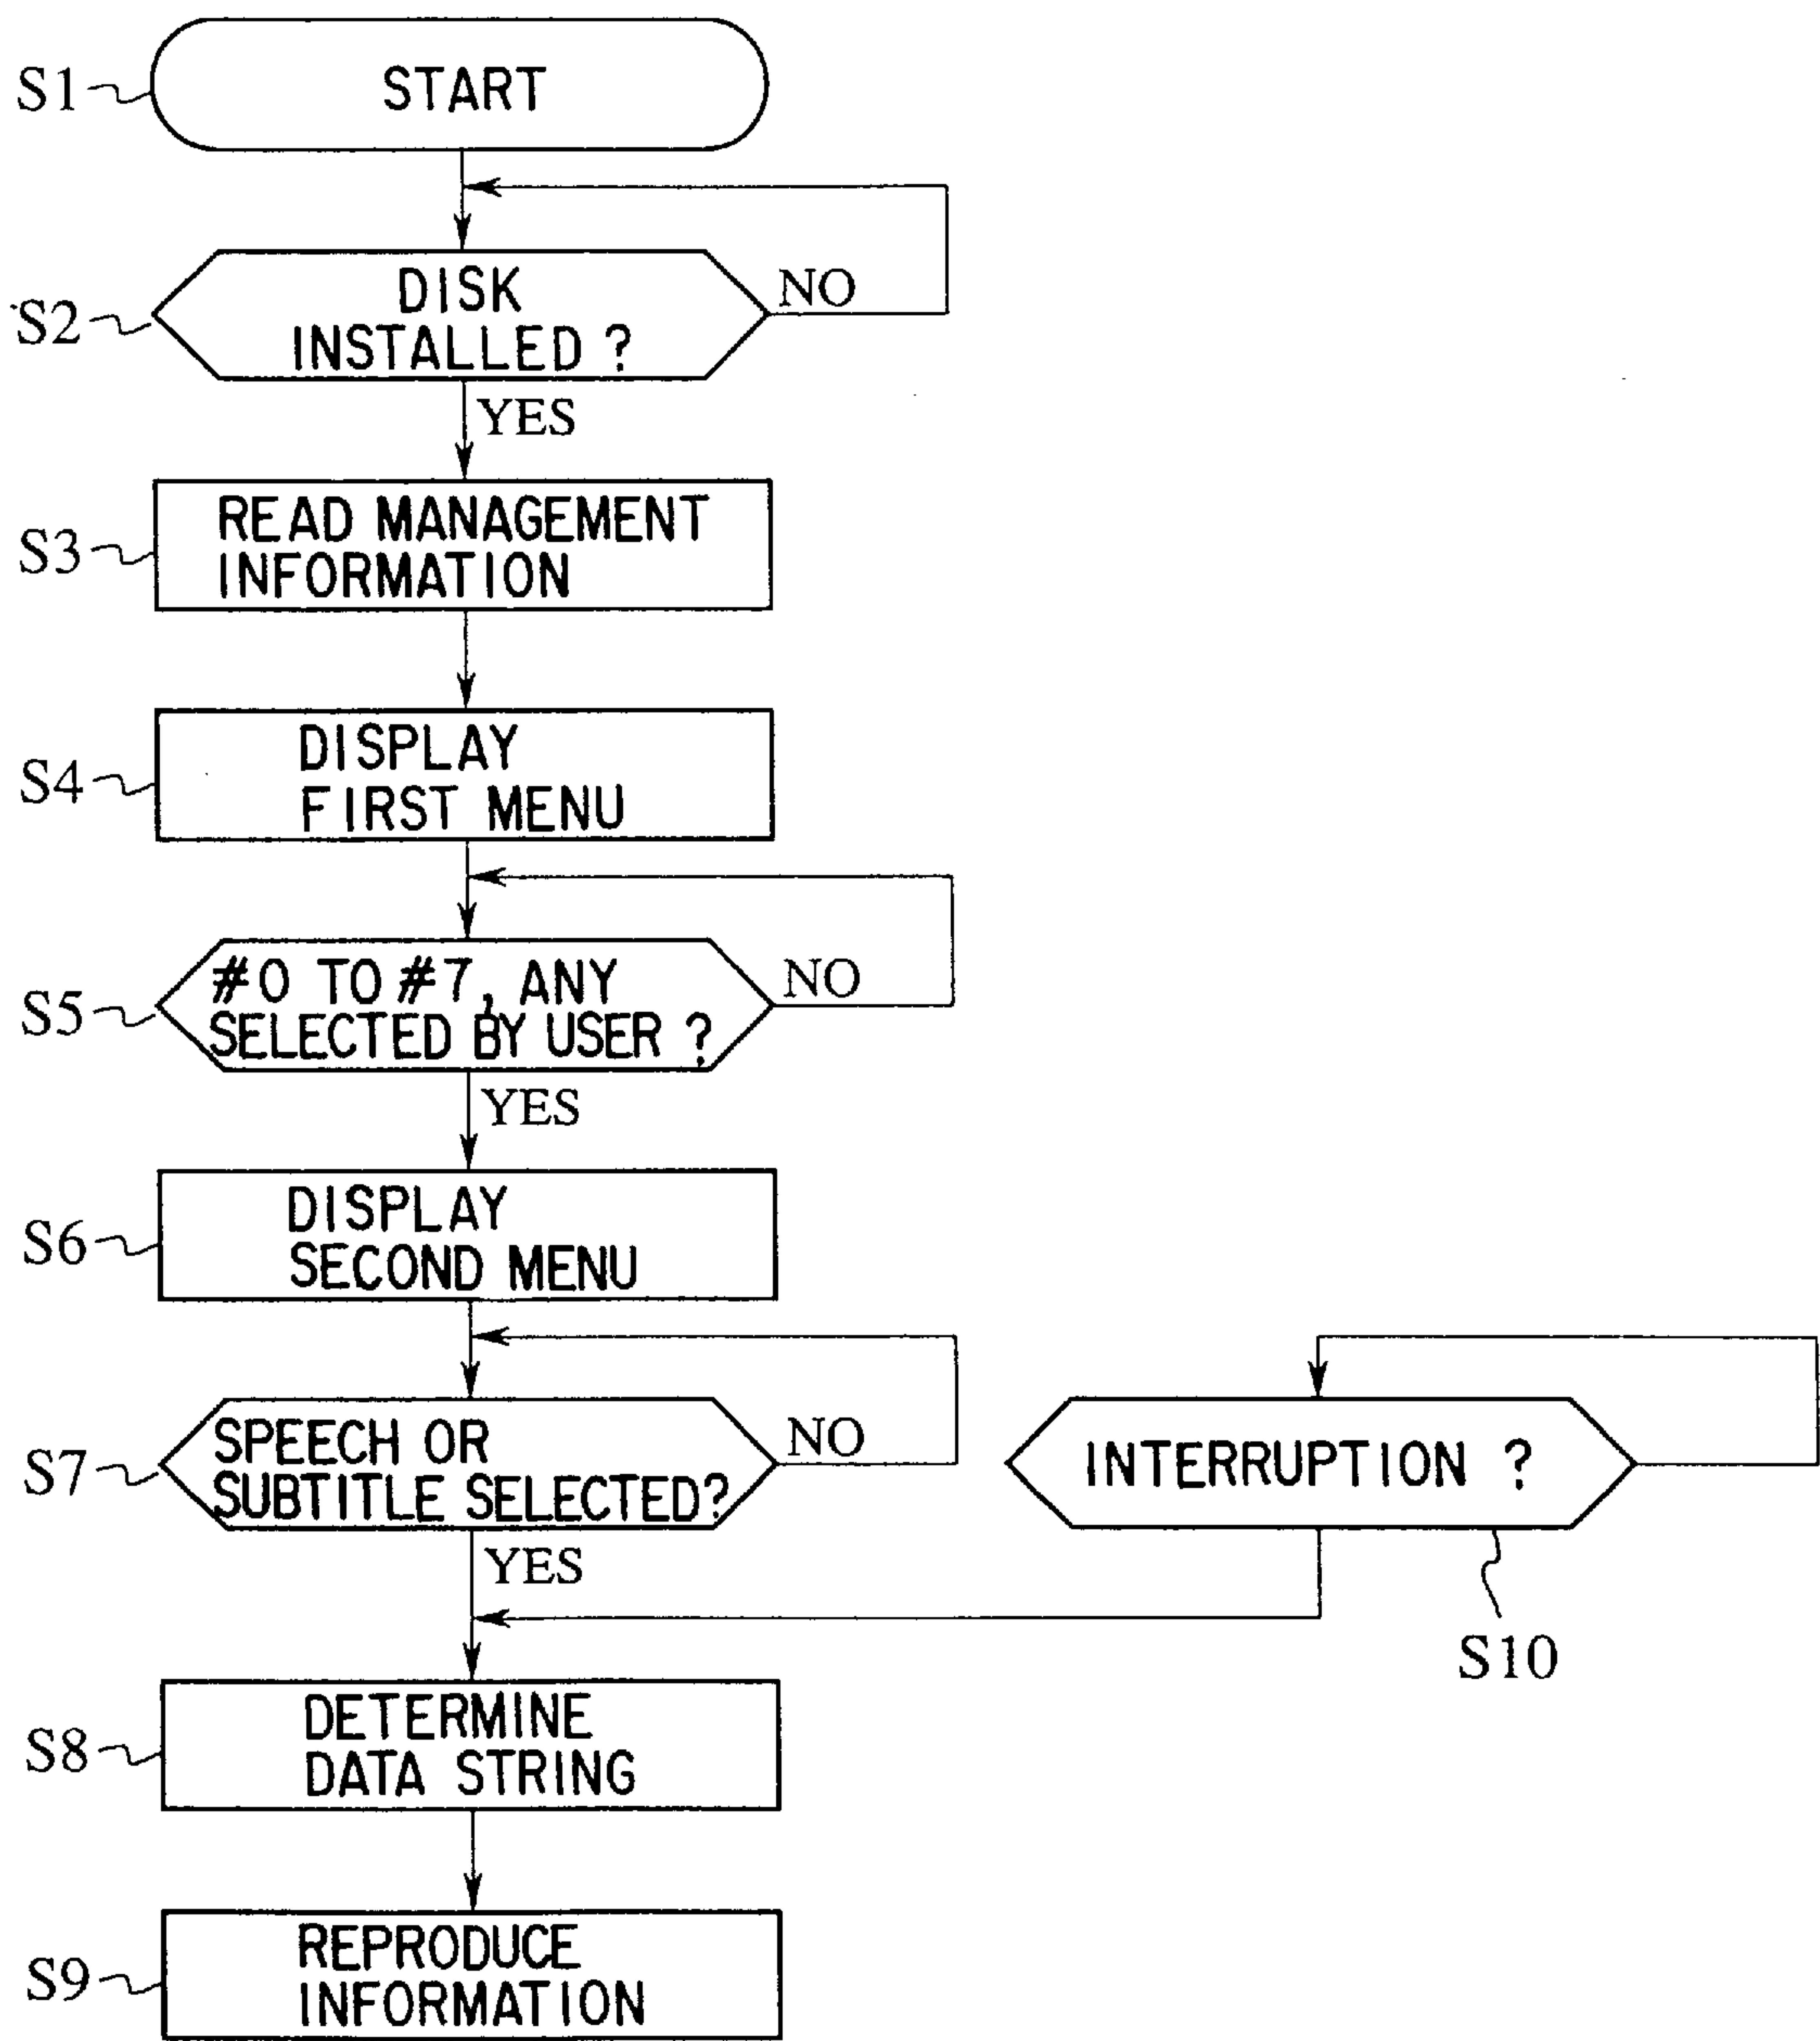 S1
START
NO
S2
DISK
INSTALLED ?
YES
S3
READ MANAGEMENT
INFORMATION
S4
DISPLAY
FIRST MENU
NO
S5
#0 TO #7, ANY
SELECTED BY USER ?
YES
S6
DISPLAY
SECOND MENU
NO
S7
SPEECH OR
SUBTITLE SELECTED?
INTERRUPTION ?
YES
S10
S8
DETERMINE
DATA STRING
S9
REPRODUCE
INFORMATION